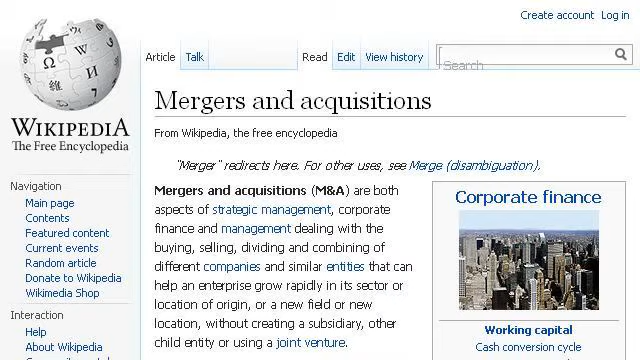 Create account Log in
Article Talk Read Edit View history Search
WIKIPEDIA
The Free Encyclopedia
Mergers and acquisitions
From Wikipedia, the free encyclopedia
"Merger" redirects here. For other uses, see Merge (disambiguation).
Navigation
Main page
Contents
Featured content
Current events
Random article
Donate to Wikipedia
Wikimedia Shop
Interaction
Help
About Wikipedia
Mergers and acquisitions (M&A) are both
aspects of strategic management, corporate
finance and management dealing with the
buying, selling, dividing and combining of
different companies and similar entities that can
help an enterprise grow rapidly in its sector or
location of origin, or a new field or new
location, without creating a subsidiary, other
child entity or using a joint venture.
Corporate finance
Working capital
Cash conversion cycle